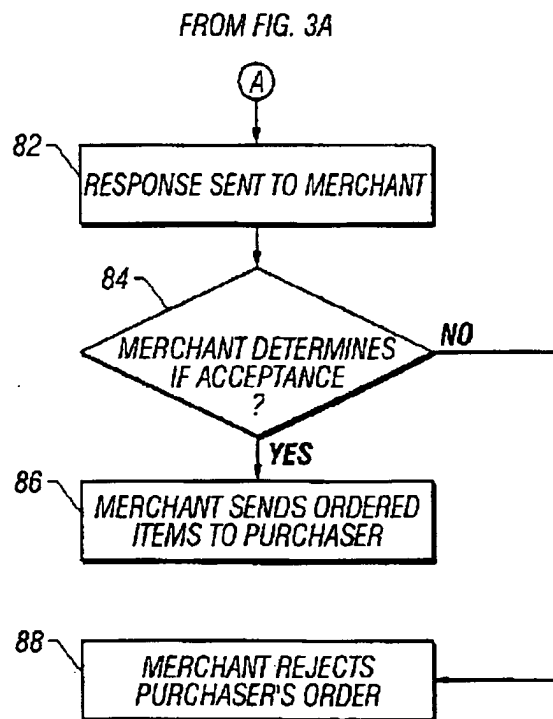 FROM FIG. 3A
A
82
RESPONSE SENT TO MERCHANT
84
MERCHANT DETERMINES
IF ACCEPTANCE
?
NO
YES
86
MERCHANT SENDS ORDERED
ITEMS TO PURCHASER
88
MERCHANT REJECTS
PURCHASER'S ORDER